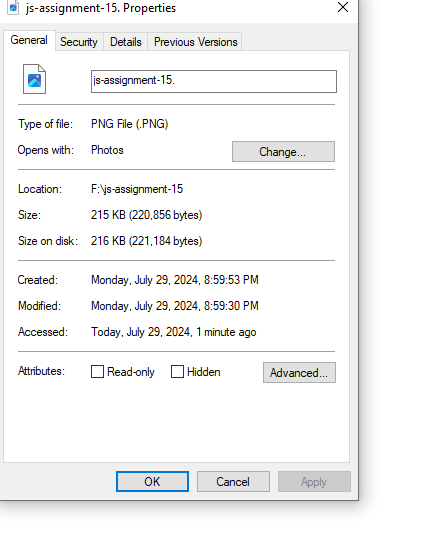 js-assignment-15. Properties
General Security Details Previous Versions
js-assignment-15.
Type of file: PNG File (.PNG)
Opens with: Photos Change...
Location: F:\js-assignment-15
Size: 215 KB (220,856 bytes)
Size on disk: 216 KB (221,184 bytes)
Created: Monday, July 29, 2024, 8:59:53 PM
Modified: Monday, July 29, 2024, 8:59:30 PM
Accessed: Today, July 29, 2024, 1 minute ago
Attributes: Read-only Hidden Advanced...
OK Cancel Apply